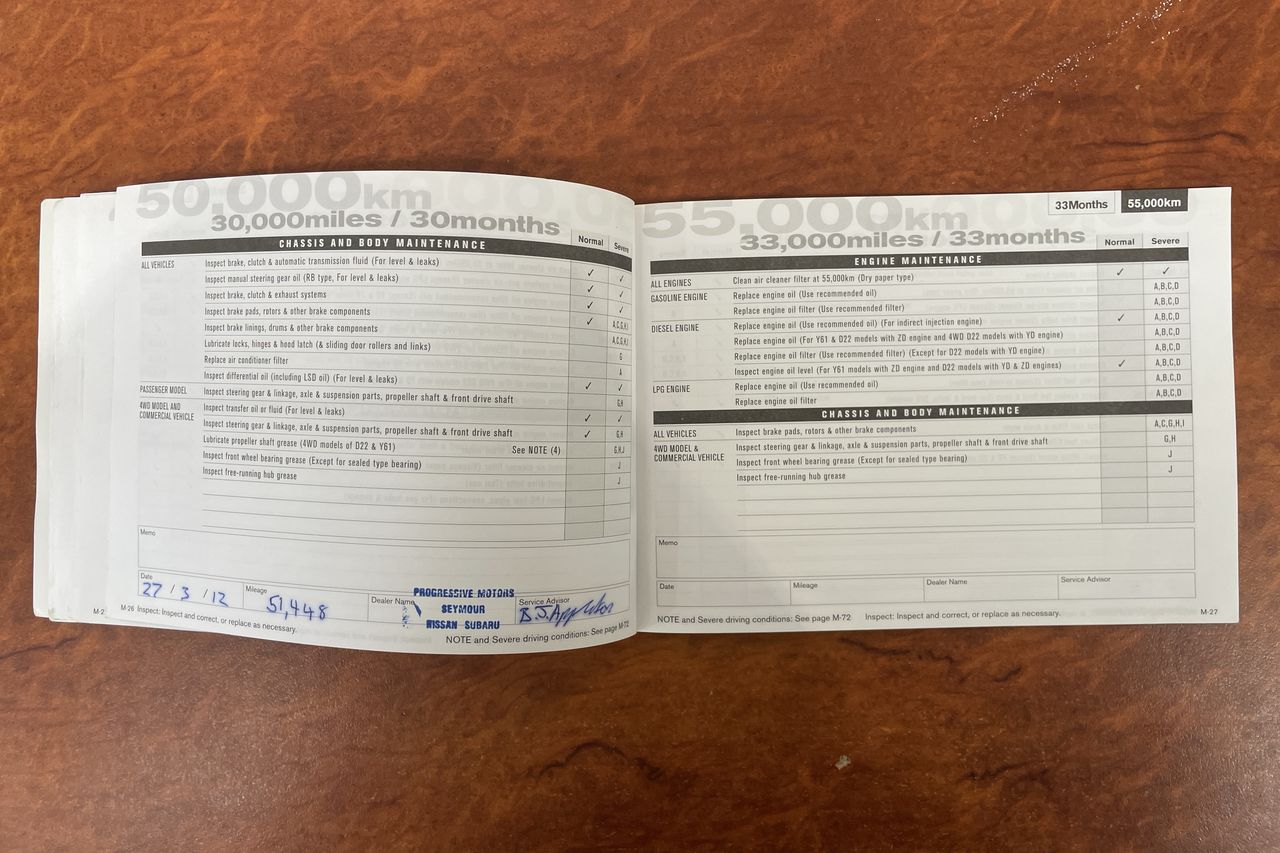 50,000km
30,000miles / 30months
CHASSIS AND BODY MAINTENANCE Normal Severe
ALL VEHICLES Inspect brake, clutch & automatic transmission fluid (For level & leaks) ✓ ✓
Inspect manual steering gear oil (RB type, For level & leaks) ✓ ✓
Inspect brake, clutch & exhaust systems ✓ ✓
Inspect brake pads, rotors & other brake components ✓ A,C,G,H,I
Inspect brake linings, drums & other brake components A,C,G,H,I
Lubricate locks, hinges & hood latch (& sliding door rollers and links) G
Replace air conditioner filter A
Inspect differential oil (including LSD oil) (For level & leaks) ✓ ✓
PASSENGER MODEL Inspect steering gear & linkage, axle & suspension parts, propeller shaft & front drive shaft G,H
4WD MODEL AND COMMERCIAL VEHICLE Inspect transfer oil or fluid (For level & leaks) ✓ ✓
Inspect steering gear & linkage, axle & suspension parts, propeller shaft & front drive shaft ✓ G,H
Lubricate propeller shaft grease (4WD models of D22 & Y61) See NOTE (4) G,H,J
Inspect front wheel bearing grease (Except for sealed type bearing) J
Inspect free-running hub grease J
Memo
Date Mileage Dealer Name Service Advisor
27 / 3 / 12 51,448 PROGRESSIVE MOTORS B.J.Appleton
SEYMOUR
NISSAN SUBARU
M-2
M-26 Inspect: Inspect and correct, or replace as necessary.
NOTE and Severe driving conditions: See page M-72
33Months 55,000km
55,000km
33,000miles / 33months
Normal Severe
ENGINE MAINTENANCE
ALL ENGINES Clean air cleaner filter at 55,000km (Dry paper type) ✓ ✓
GASOLINE ENGINE Replace engine oil (Use recommended oil) A,B,C,D
Replace engine oil filter (Use recommended filter) A,B,C,D
DIESEL ENGINE Replace engine oil (Use recommended oil) (For indirect injection engine) ✓ A,B,C,D
Replace engine oil (For Y61 & D22 models with ZD engine and 4WD D22 models with YD engine) A,B,C,D
Replace engine oil filter (Use recommended filter) (Except for D22 models with YD engine) A,B,C,D
Inspect engine oil level (For Y61 models with ZD engine and D22 models with YD & ZD engines) ✓ A,B,C,D
LPG ENGINE Replace engine oil (Use recommended oil) A,B,C,D
Replace engine oil filter A,B,C,D
CHASSIS AND BODY MAINTENANCE
ALL VEHICLES Inspect brake pads, rotors & other brake components A,C,G,H,I
4WD MODEL & COMMERCIAL VEHICLE Inspect steering gear & linkage, axle & suspension parts, propeller shaft & front drive shaft G,H
Inspect front wheel bearing grease (Except for sealed type bearing) J
Inspect free-running hub grease J
Memo
Date Mileage Dealer Name Service Advisor
NOTE and Severe driving conditions: See page M-72 Inspect: Inspect and correct, or replace as necessary. M-27